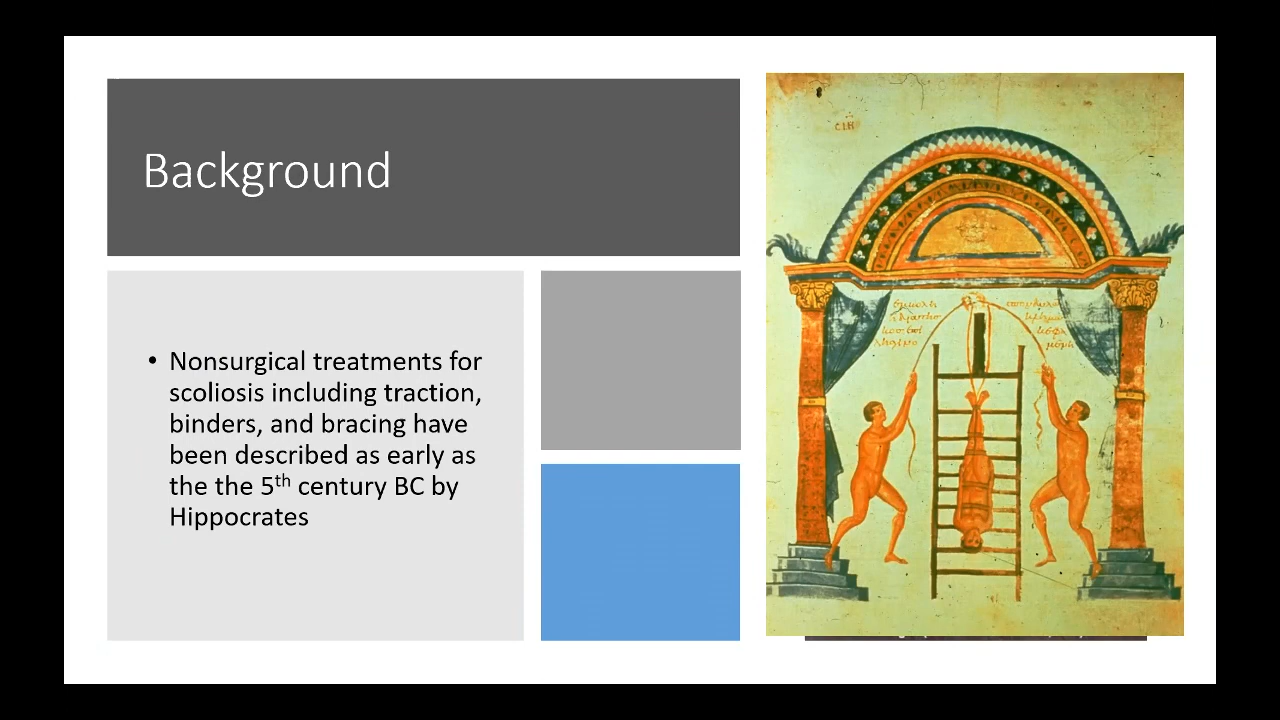 Background
• Nonsurgical treatments for
scoliosis including traction,
binders, and bracing have
been described as early as
the the 5th century BC by
Hippocrates